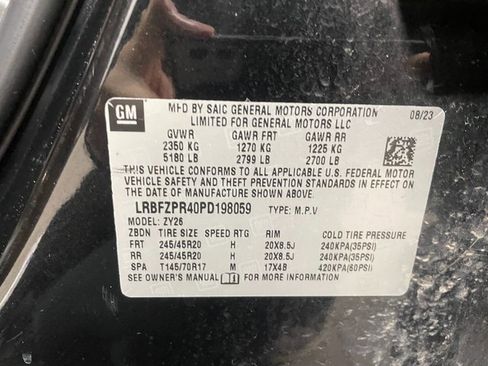 GM
MFD BY SAIC GENERAL MOTORS CORPORATION 08/23
LIMITED FOR GENERAL MOTORS LLC
GVWR GAWR FRT GAWR RR
2350 KG 1270 KG 1225 KG
5180 LB 2799 LB 2700 LB
THIS VEHICLE CONFORMS TO ALL APPLICABLE U.S. FEDERAL MOTOR
VEHICLE SAFETY AND THEFT PREVENTION STANDARDS IN EFFECT ON
THE DATE OF MANUFACTURE SHOWN ABOVE.
LRBFZPR40PD198059 TYPE: M.P.V
MODEL: ZY26
ZBDN TIRE SIZE SPEED RTG RIM COLD TIRE PRESSURE
FRT 245/45R20 H 20X8.5J 240KPA(35PSI)
RR 245/45R20 H 20X8.5J 240KPA(35PSI)
SPA T145/70R17 M 17X4B 420KPA(60PSI)
SEE OWNER'S MANUAL FOR MORE INFORMATION